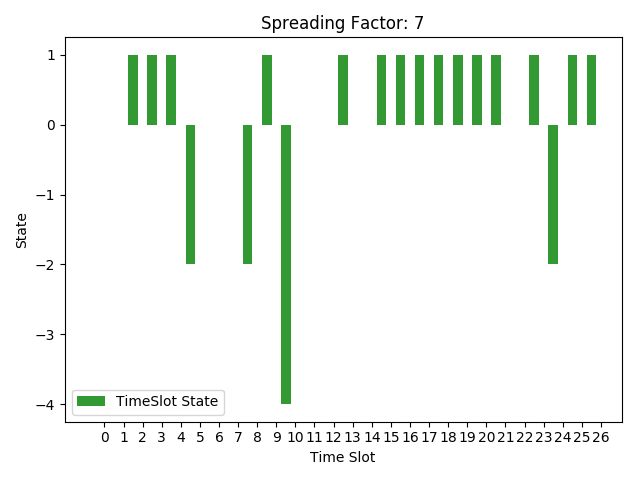 Spreading Factor: 7
1
0
−1
−2
−3
−4
State
TimeSlot State
0 1 2 3 4 5 6 7 8 9 10 11 12 13 14 15 16 17 18 19 20 21 22 23 24 25 26
Time Slot